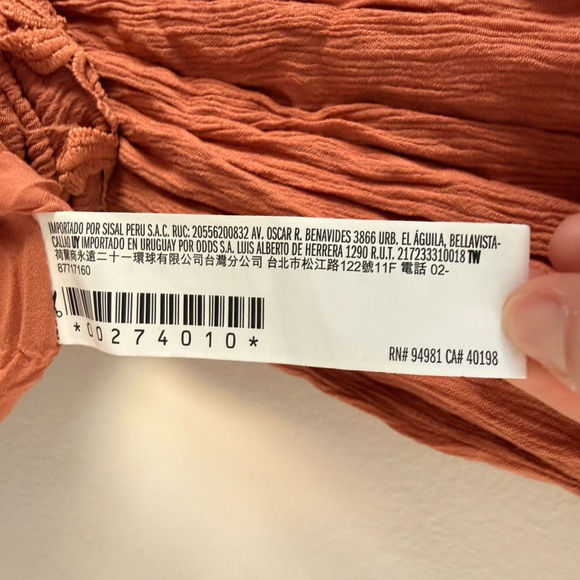 IMPORTADO POR SISAL PERU S.A.C. RUC: 20556200832 AV. OSCAR R. BENAVIDES 3866 URB. EL ÁGUILA, BELLAVISTA-
CALLAO UY IMPORTADO EN URUGUAY POR ODDS S.A. LUIS ALBERTO DE HERRERA 1290 R.U.T. 217233310018 TW
荷蘭商永遠二十一環球有限公司台灣分公司 台北市松江路122號11F 電話 02-
87717160
*00274010*
RN# 94981 CA# 40198